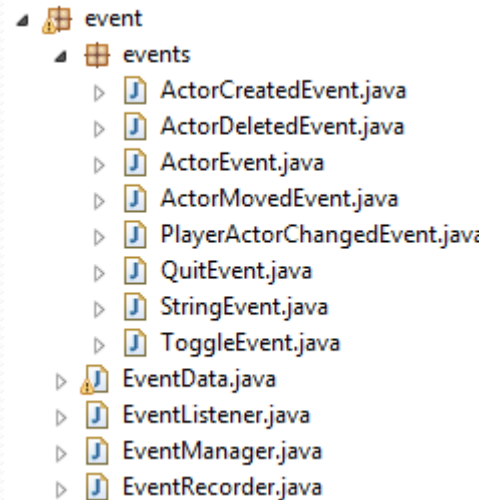 event
events
ActorCreatedEvent.java
ActorDeletedEvent.java
ActorEvent.java
ActorMovedEvent.java
PlayerActorChangedEvent.java
QuitEvent.java
StringEvent.java
ToggleEvent.java
EventData.java
EventListener.java
EventManager.java
EventRecorder.java